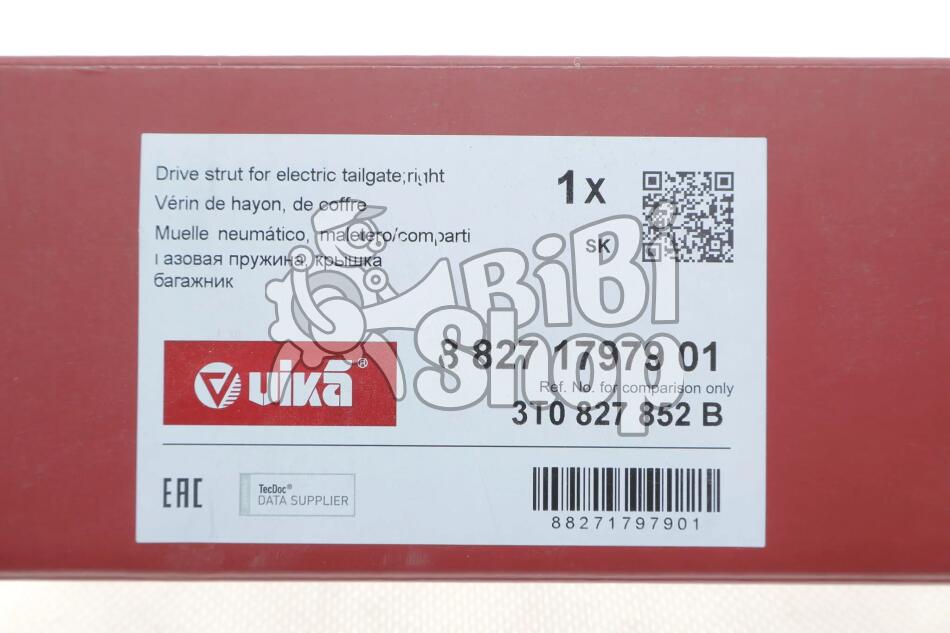 Drive strut for electric tailgate;right
Vérin de hayon, de coffre
Muelle neumático, maletero/comparti
Газовая пружина, крышка
багажник
1x
SK
BiBi
Shop
vika®
8 827 17979 01
Ref. No. for comparison only
3T0 827 852 B
EAC
TecDoc®
DATA SUPPLIER
88271797901